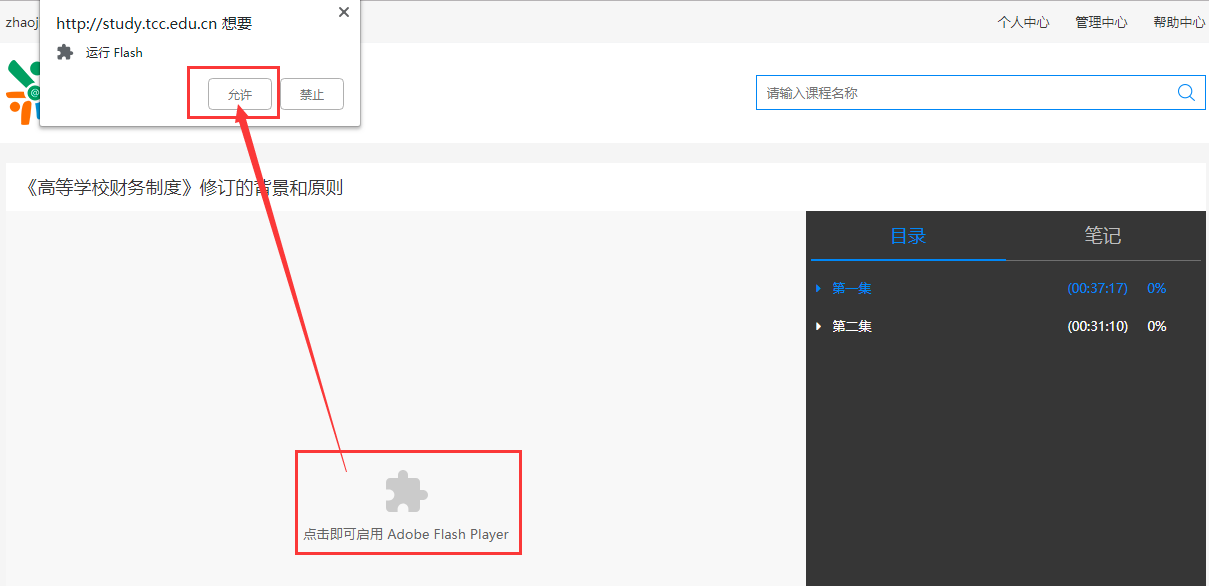 zhaoj
http://study.tcc.edu.cn 想要
运行 Flash
允许
禁止
个人中心
管理中心
帮助中心
@
请输入课程名称
《高等学校财务制度》修订的背景和原则
目录
笔记
第一集 (00:37:17) 0%
第二集 (00:31:10) 0%
点击即可启用 Adobe Flash Player